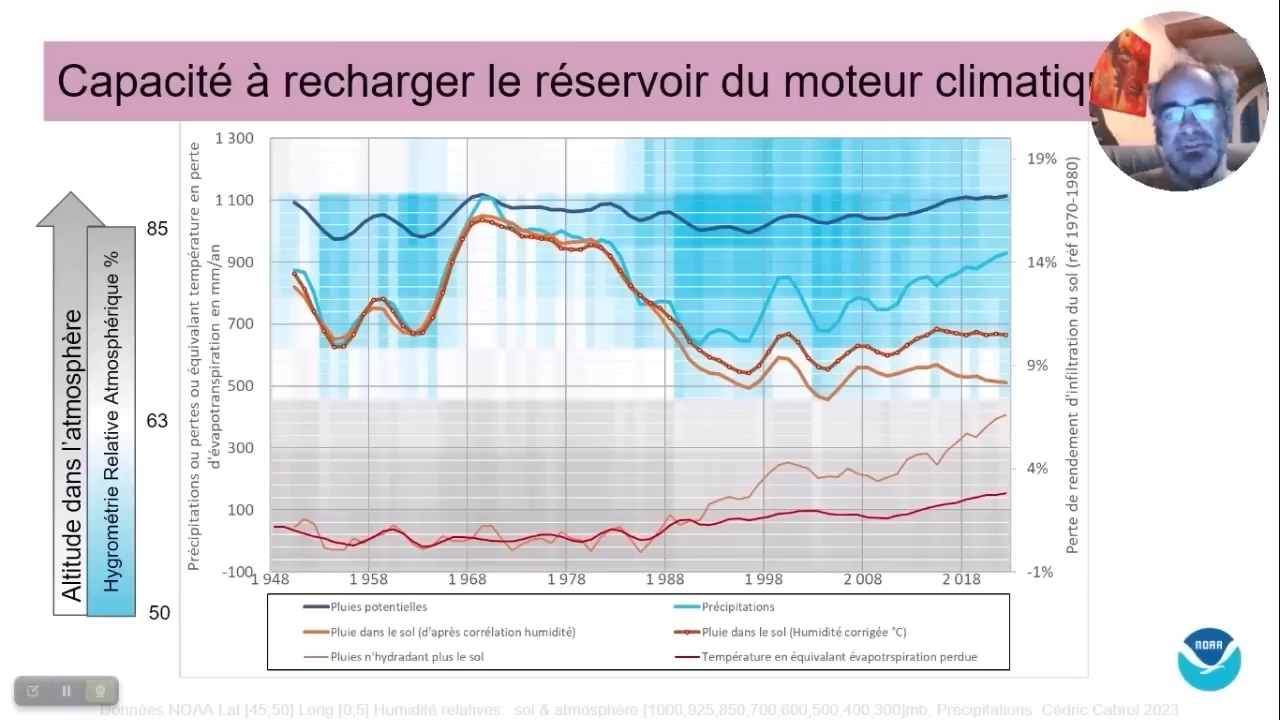 Capacité à recharger le réservoir du moteur climatiq
Altitude dans l'atmosphère
Hygrométrie Relative Atmosphérique %
85
63
50
Précipitations ou pertes ou équivalant température en perte
d'évapotranspiration en mm/an
1 300
1 100
900
700
500
300
100
-100
1 948
1 958
1 968
1 978
1 988
1 998
2 008
2 018
19%
14%
9%
4%
-1%
Perte de rendement d'infiltration du sol (réf 1970-1980)
Pluies potentielles
Précipitations
Pluie dans le sol (d'après corrélation humidité)
Pluie dans le sol (Humidité corrigée °C)
Pluies n'hydradant plus le sol
Température en équivalant évapotrspiration perdue
NOAA
Données NOAA Lat [45;50] Long [0,5] Humidité relatives: sol & atmosphère [1000,925,850,700,600,500,400,300]mb, Précipitations Cédric Cabrol 2023